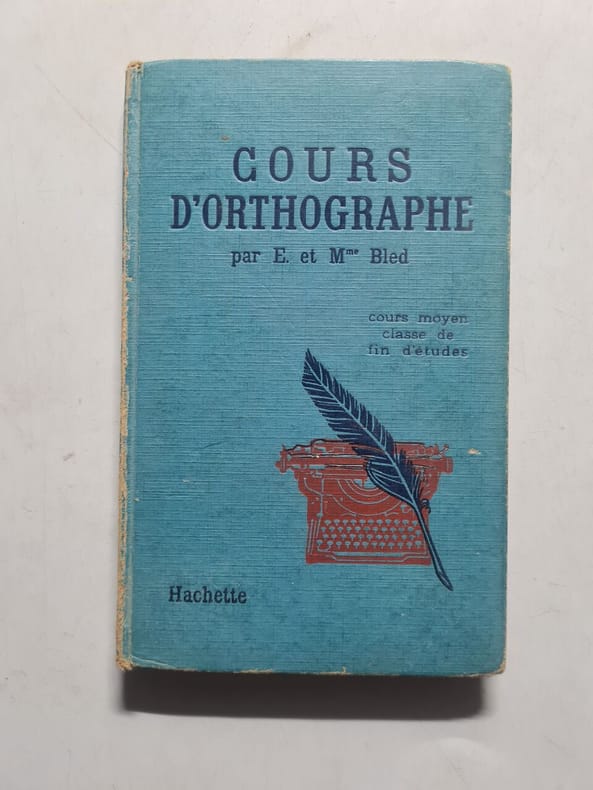 COURS
D'ORTHOGRAPHE
par E. et Mᵐᵉ Bled
cours moyen
classe de
fin d'études
Hachette